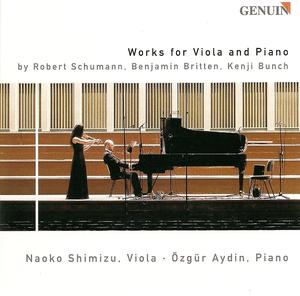 GENUIN
Works for Viola and Piano
by Robert Schumann, Benjamin Britten, Kenji Bunch
Naoko Shimizu, Viola · Özgür Aydin, Piano